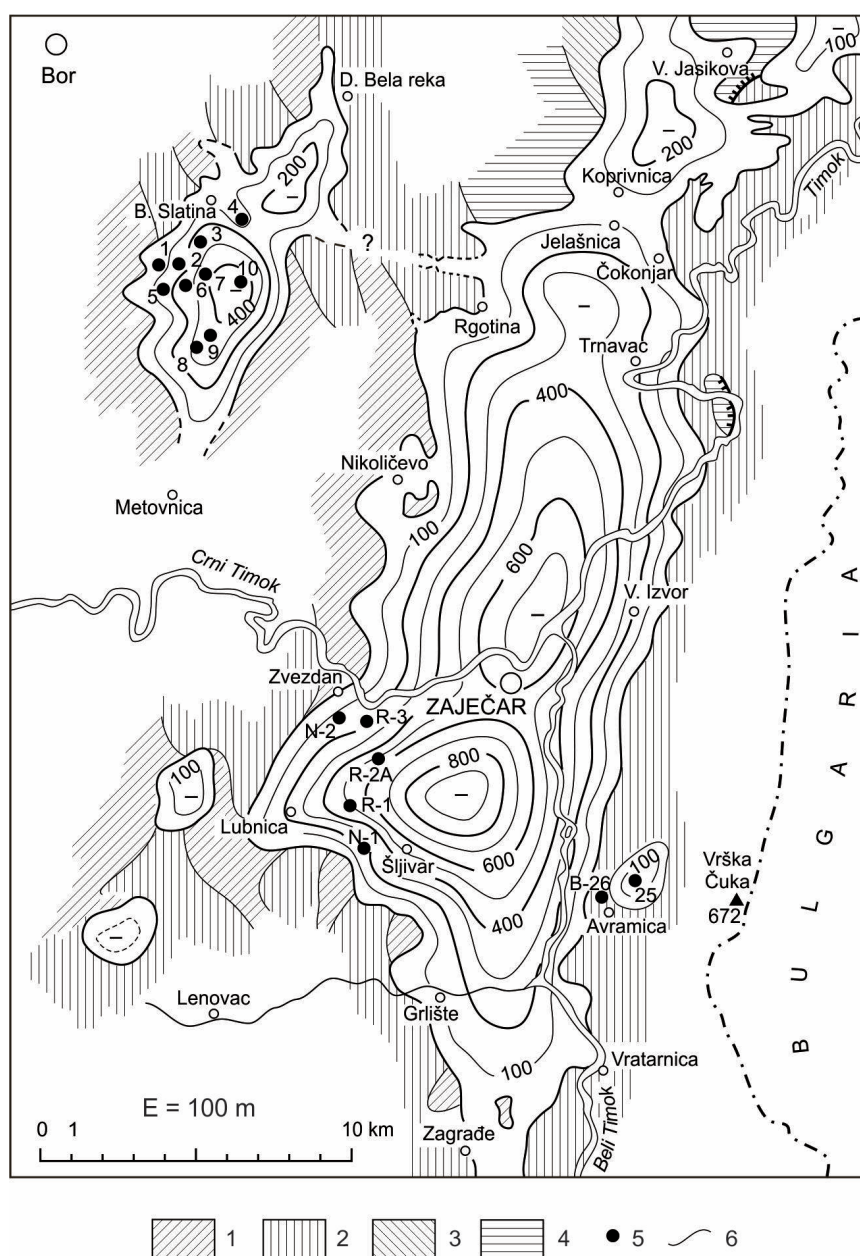 Bor
D. Bela reka
V. Jasikova
100
200
200
Koprivnica
Timok
B. Slatina
4
3
Jelašnica
?
1
2
10
Čokonjar
5
6
7
400
Rgotina
8
9
Trnavac
400
Nikoličevo
Metovnica
100
Crni Timok
600
V. Izvor
Zvezdan
ZAJEČAR
N-2
R-3
800
100
R-2A
R-1
Lubnica
N-1
Šljivar
600
100
Vrška
Čuka
B-26
25
672
400
Avramica
BULGARIA
Lenovac
Grlište
100
Vratarnica
E = 100 m
0 1 10 km
Zagrađe
Beli Timok
1 2 3 4 5 6